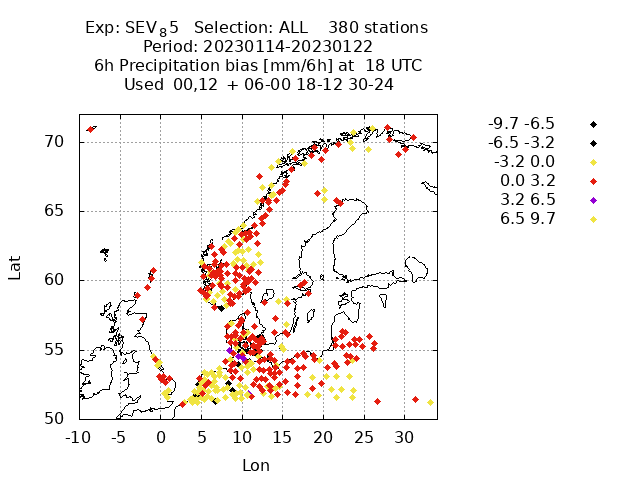 Exp: SEV₈5 Selection: ALL 380 stations
Period: 20230114-20230122
6h Precipitation bias [mm/6h] at 18 UTC
Used 00,12 + 06-00 18-12 30-24
-9.7 -6.5
-6.5 -3.2
-3.2 0.0
0.0 3.2
3.2 6.5
6.5 9.7
70
65
60
55
50
Lat
-10 -5 0 5 10 15 20 25 30
Lon